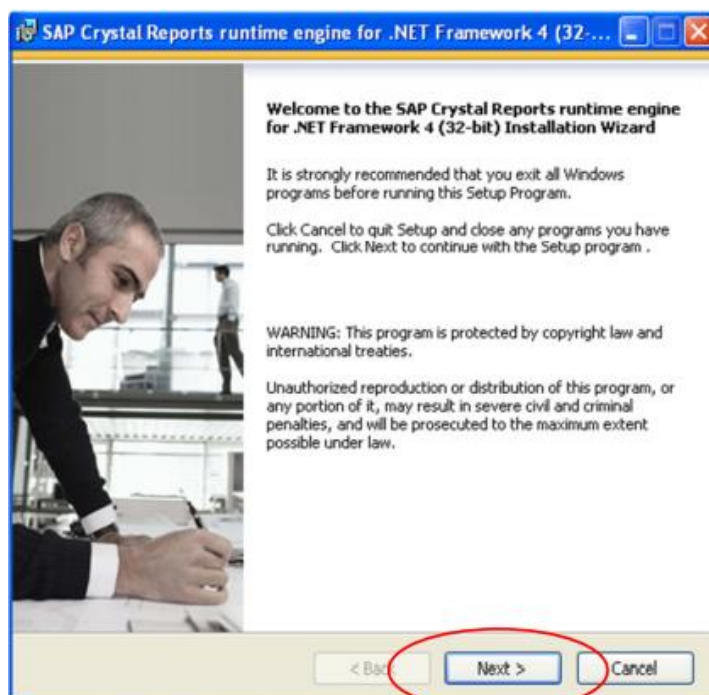 SAP Crystal Reports runtime engine for .NET Framework 4 (32-...
Welcome to the SAP Crystal Reports runtime engine
for .NET Framework 4 (32-bit) Installation Wizard
It is strongly recommended that you exit all Windows
programs before running this Setup Program.
Click Cancel to quit Setup and close any programs you have
running.  Click Next to continue with the Setup program .
WARNING: This program is protected by copyright law and
international treaties.
Unauthorized reproduction or distribution of this program, or
any portion of it, may result in severe civil and criminal
penalties, and will be prosecuted to the maximum extent
possible under law.
< Back
Next >
Cancel